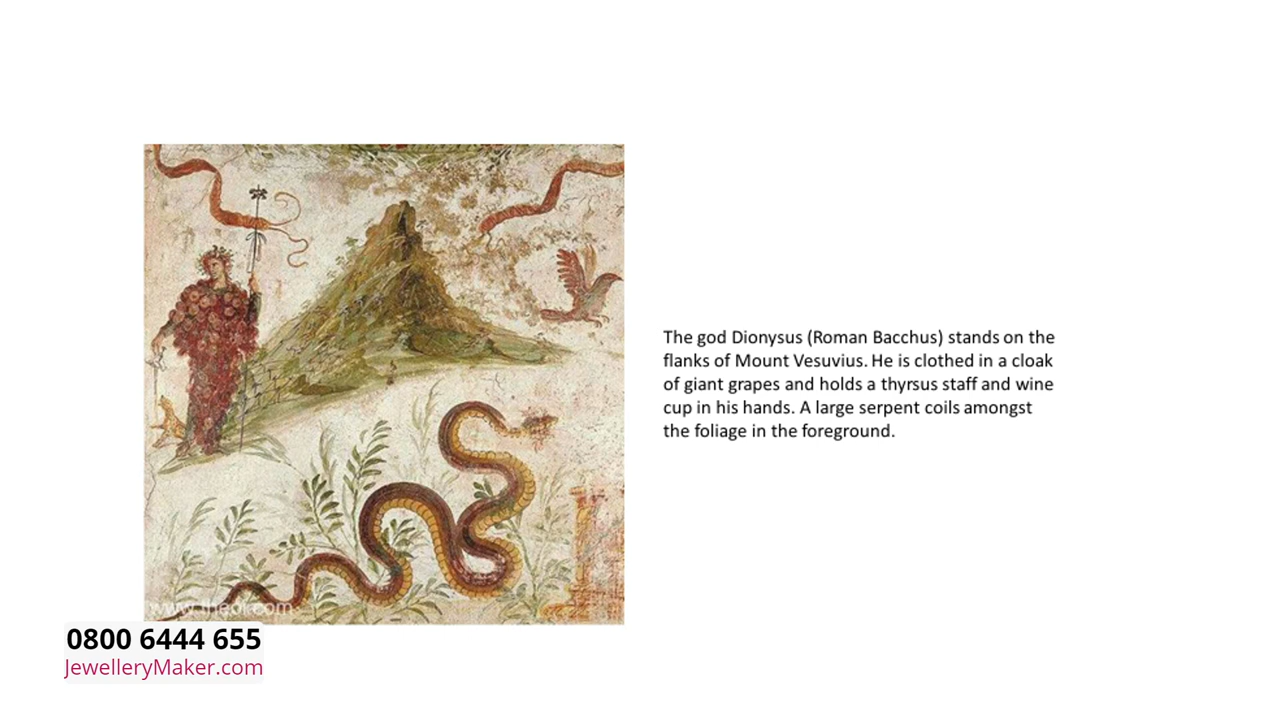 The god Dionysus (Roman Bacchus) stands on the
flanks of Mount Vesuvius. He is clothed in a cloak
of giant grapes and holds a thyrsus staff and wine
cup in his hands. A large serpent coils amongst
the foliage in the foreground.
www.theoi.com
0800 6444 655
JewelleryMaker.com